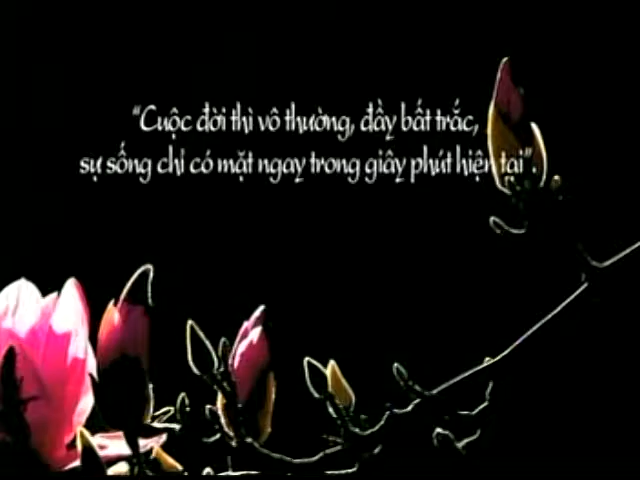 “Cuộc đời thì vô thường, đầy bất trắc,
sự sống chỉ có mặt ngay trong giây phút hiện tại”.